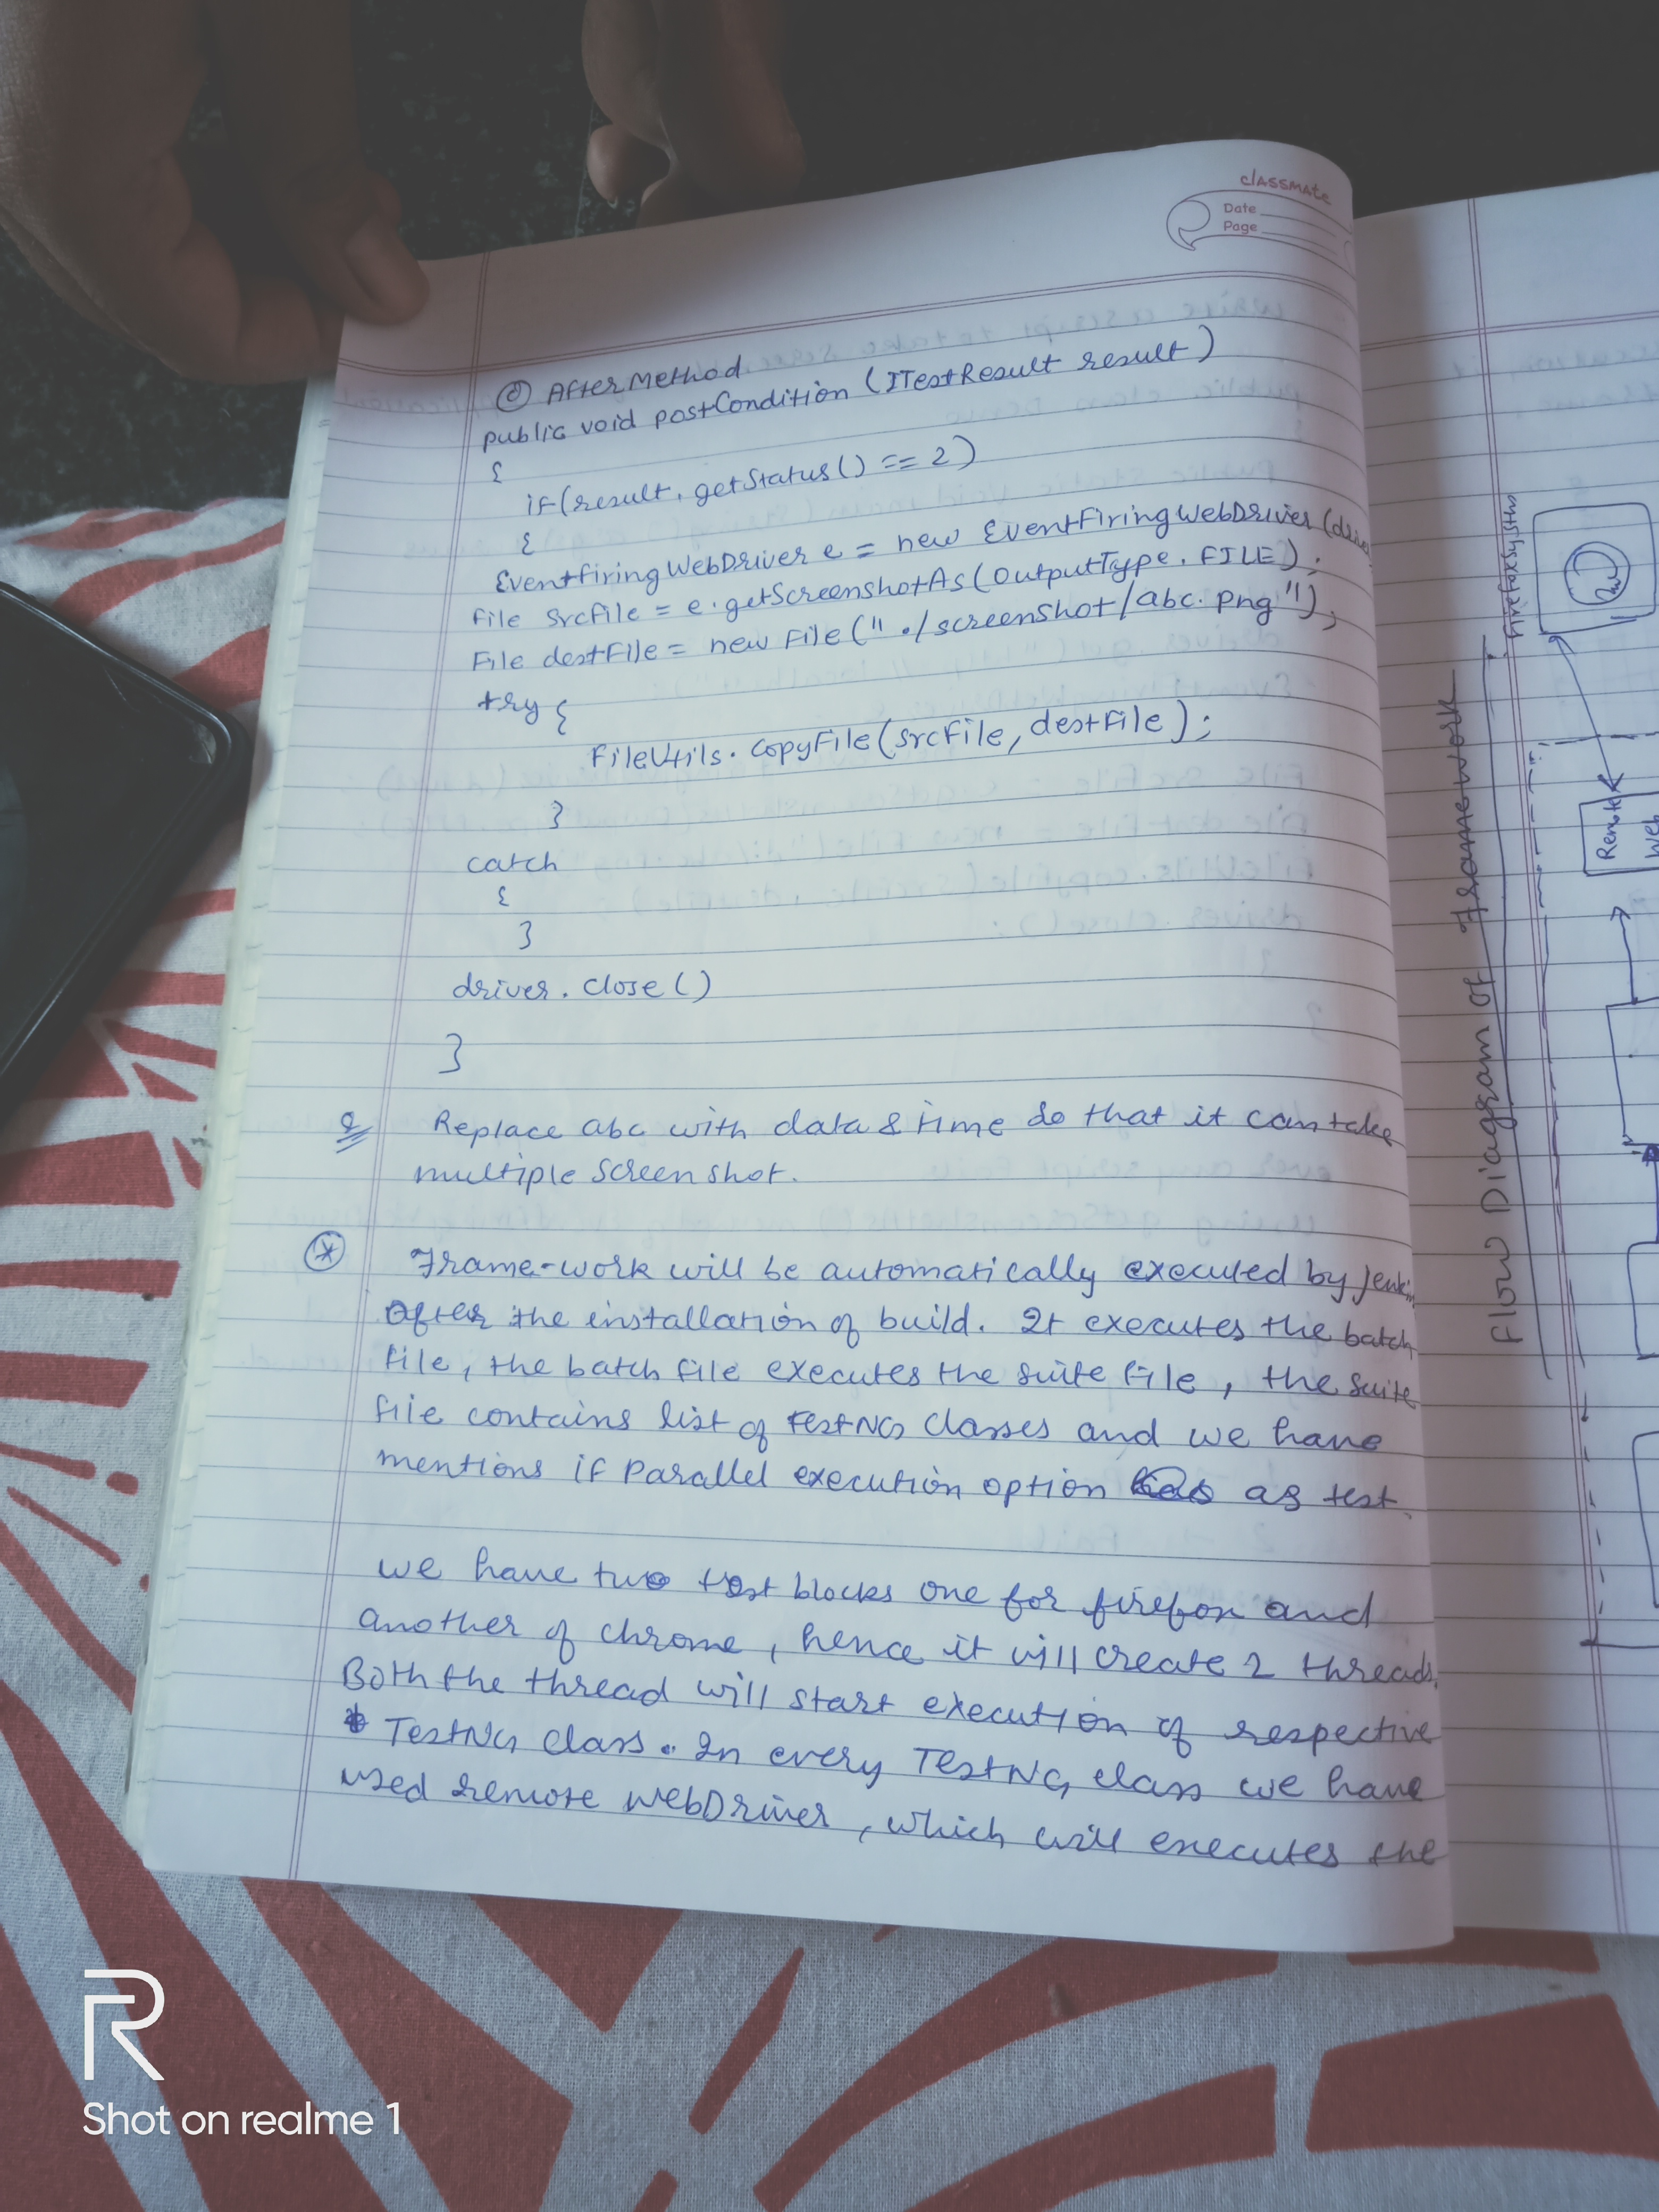 classmate
Date
Page
@ AfterMethod
public void postCondition (ITestResult result)
{
if(result. getStatus() == 2)
{
EventfiringWebDriver e = new EventFiringWebDriver(
File srcfile = e.getScreenshotAs(OutputType.FILE);
File destFile = new File(" ./screenshot/abc.png");
try {
FileUtils.copyFile(srcfile, destFile);
}
catch
{
}
driver. close()
}
Q Replace abc with data & time so that it can take
multiple Screen shot.
* Frame-work will be automatically executed by
after the installation of build. It executes the batch
file, the batch file executes the suite file, the suite
file contains list of TestNG classes and we have
mentions if Parallel execution option as test.
we have two test blocks one for firefox and
another of chrome, hence it will create 2 threads.
Both the thread will start execution of respective
TestNG class. In every TestNG class we have
used remote WebDriver, which will executes the
Flow Diagram of Framework
Remote
Web
R
Shot on realme 1